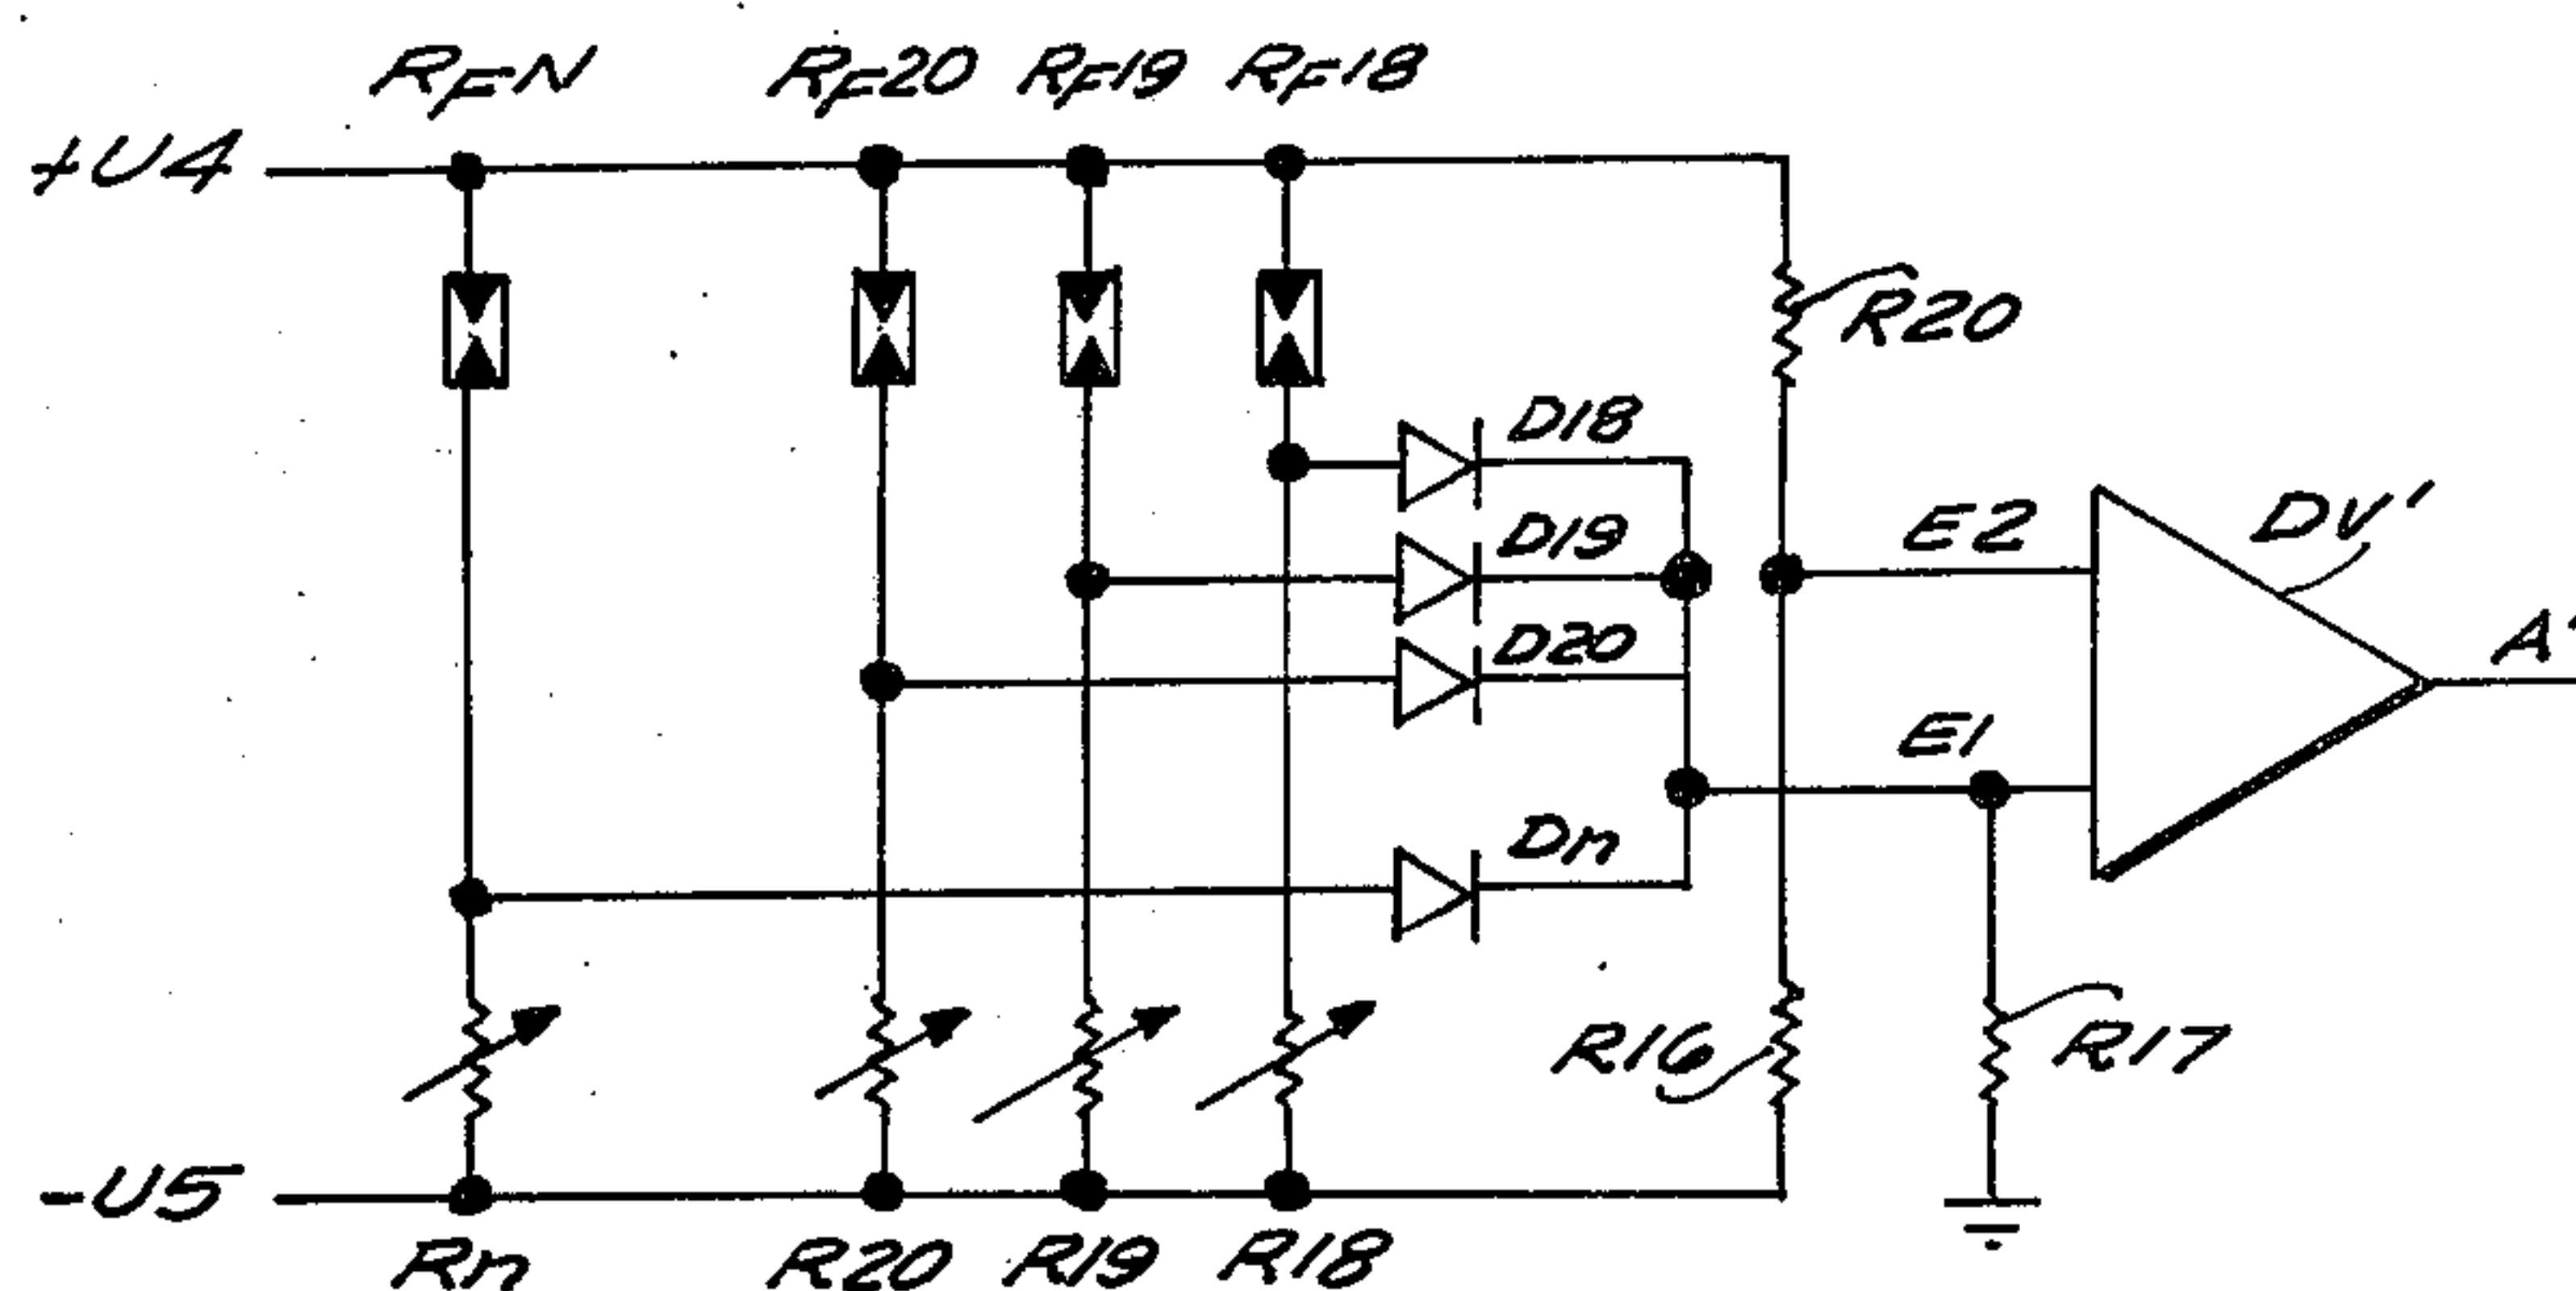 RFN RF20 RF19 RF18
+U4
R20
D18
D19
E2
DV'
D20
A'
E1
Dn
R16
R17
-U5
Rn R20 R19 R18